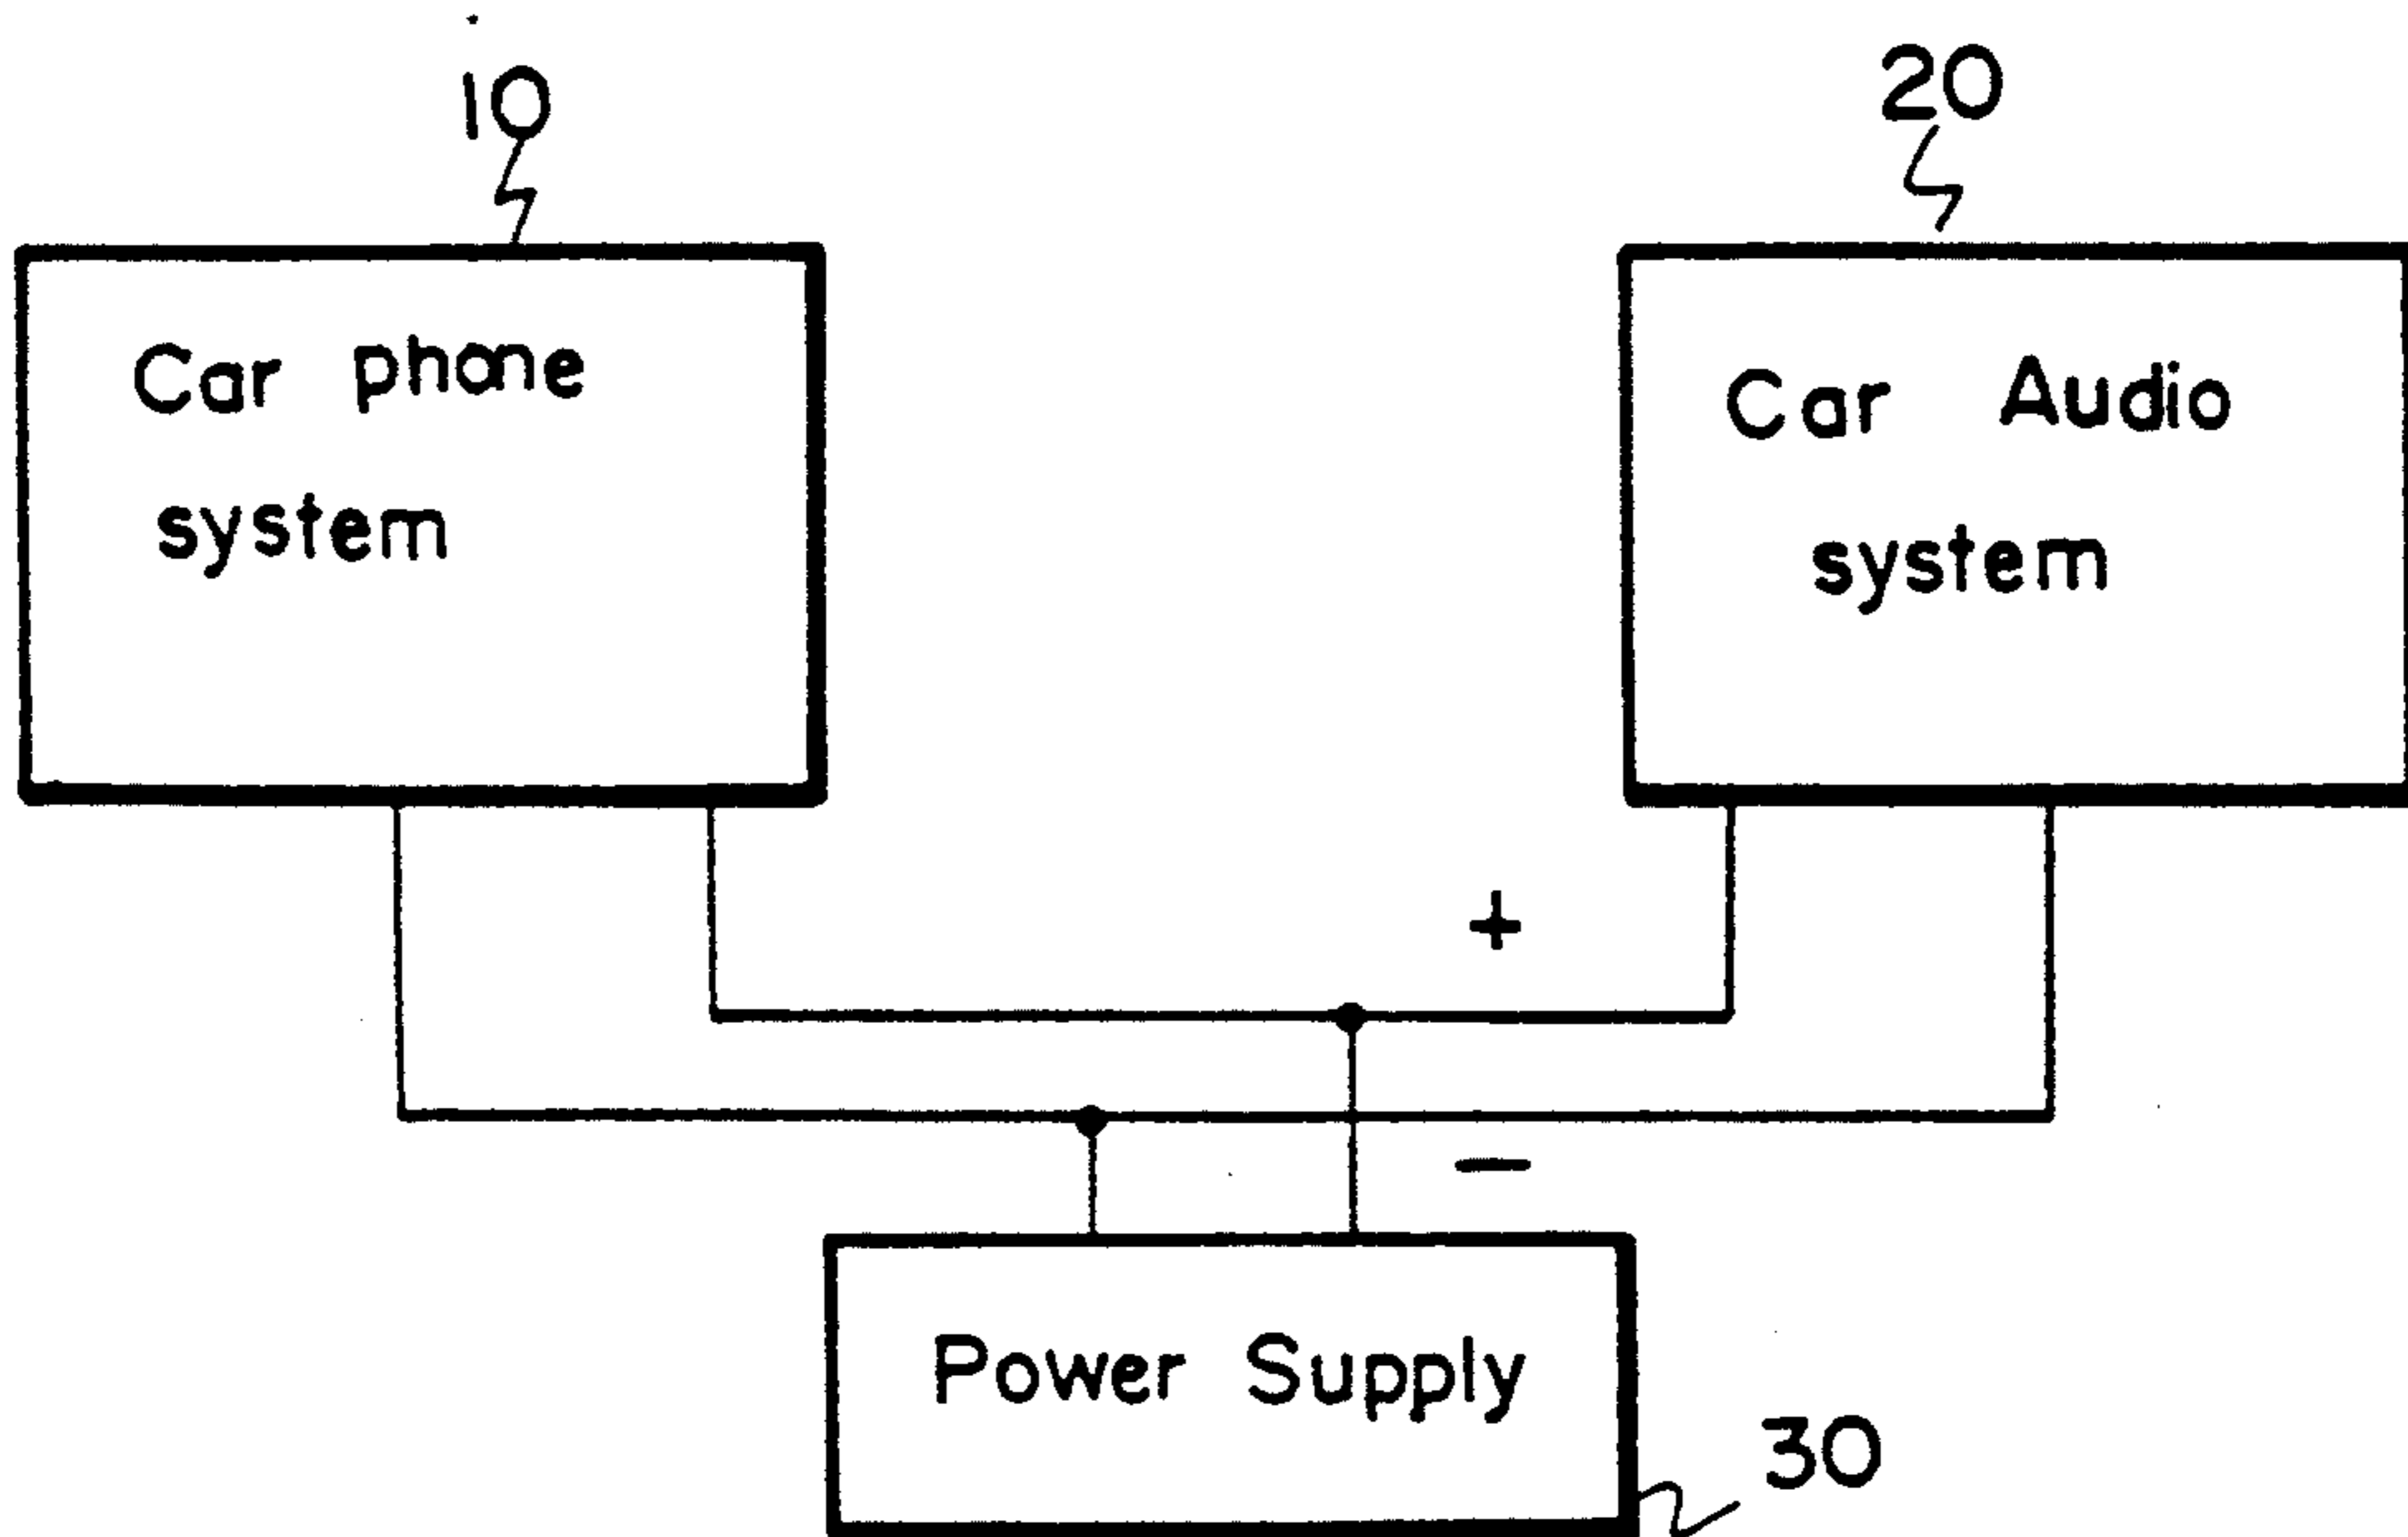 10
20
Car phone
system
Car Audio
system
+
–
Power Supply
30